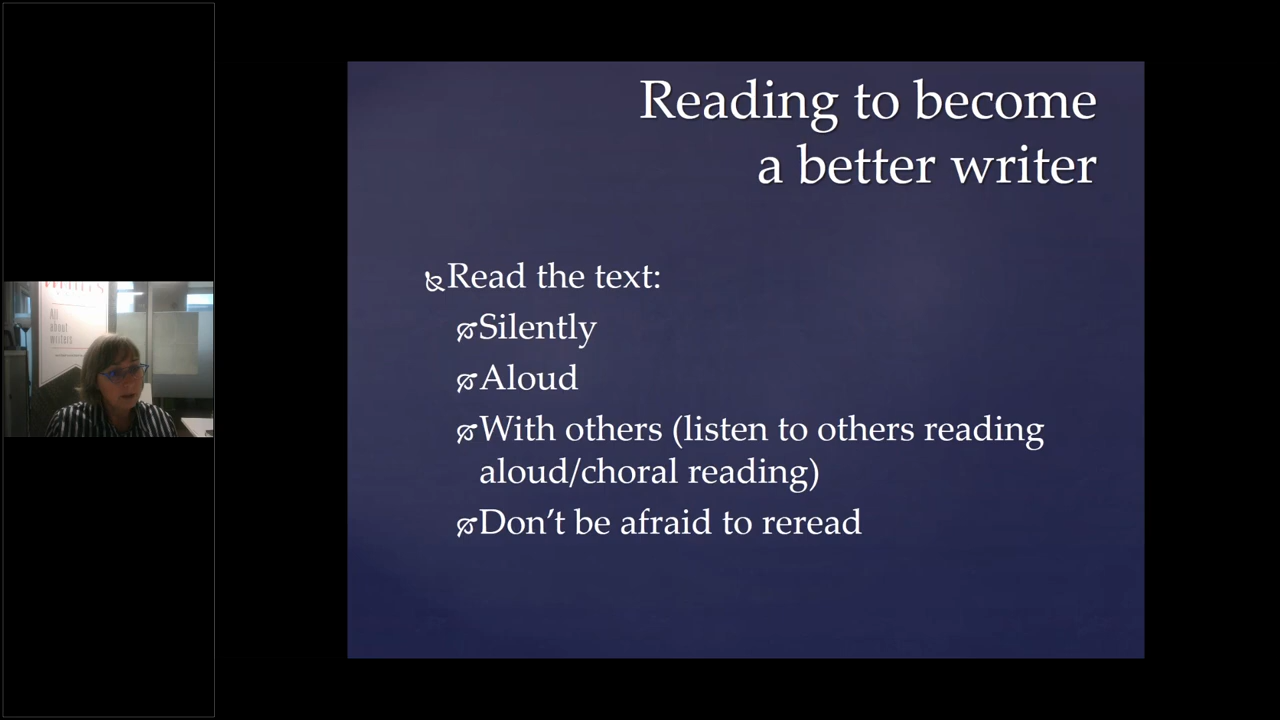 Reading to become
a better writer
Read the text:
Silently
Aloud
With others (listen to others reading
aloud/choral reading)
Don't be afraid to reread
All
about
writers